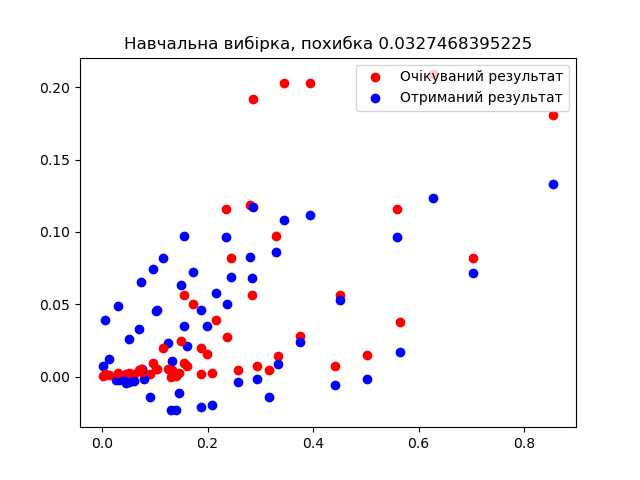 Навчальна вибірка, похибка 0.0327468395225
Очікуваний результат
Отриманий результат
0.20
0.15
0.10
0.05
0.00
0.0 0.2 0.4 0.6 0.8